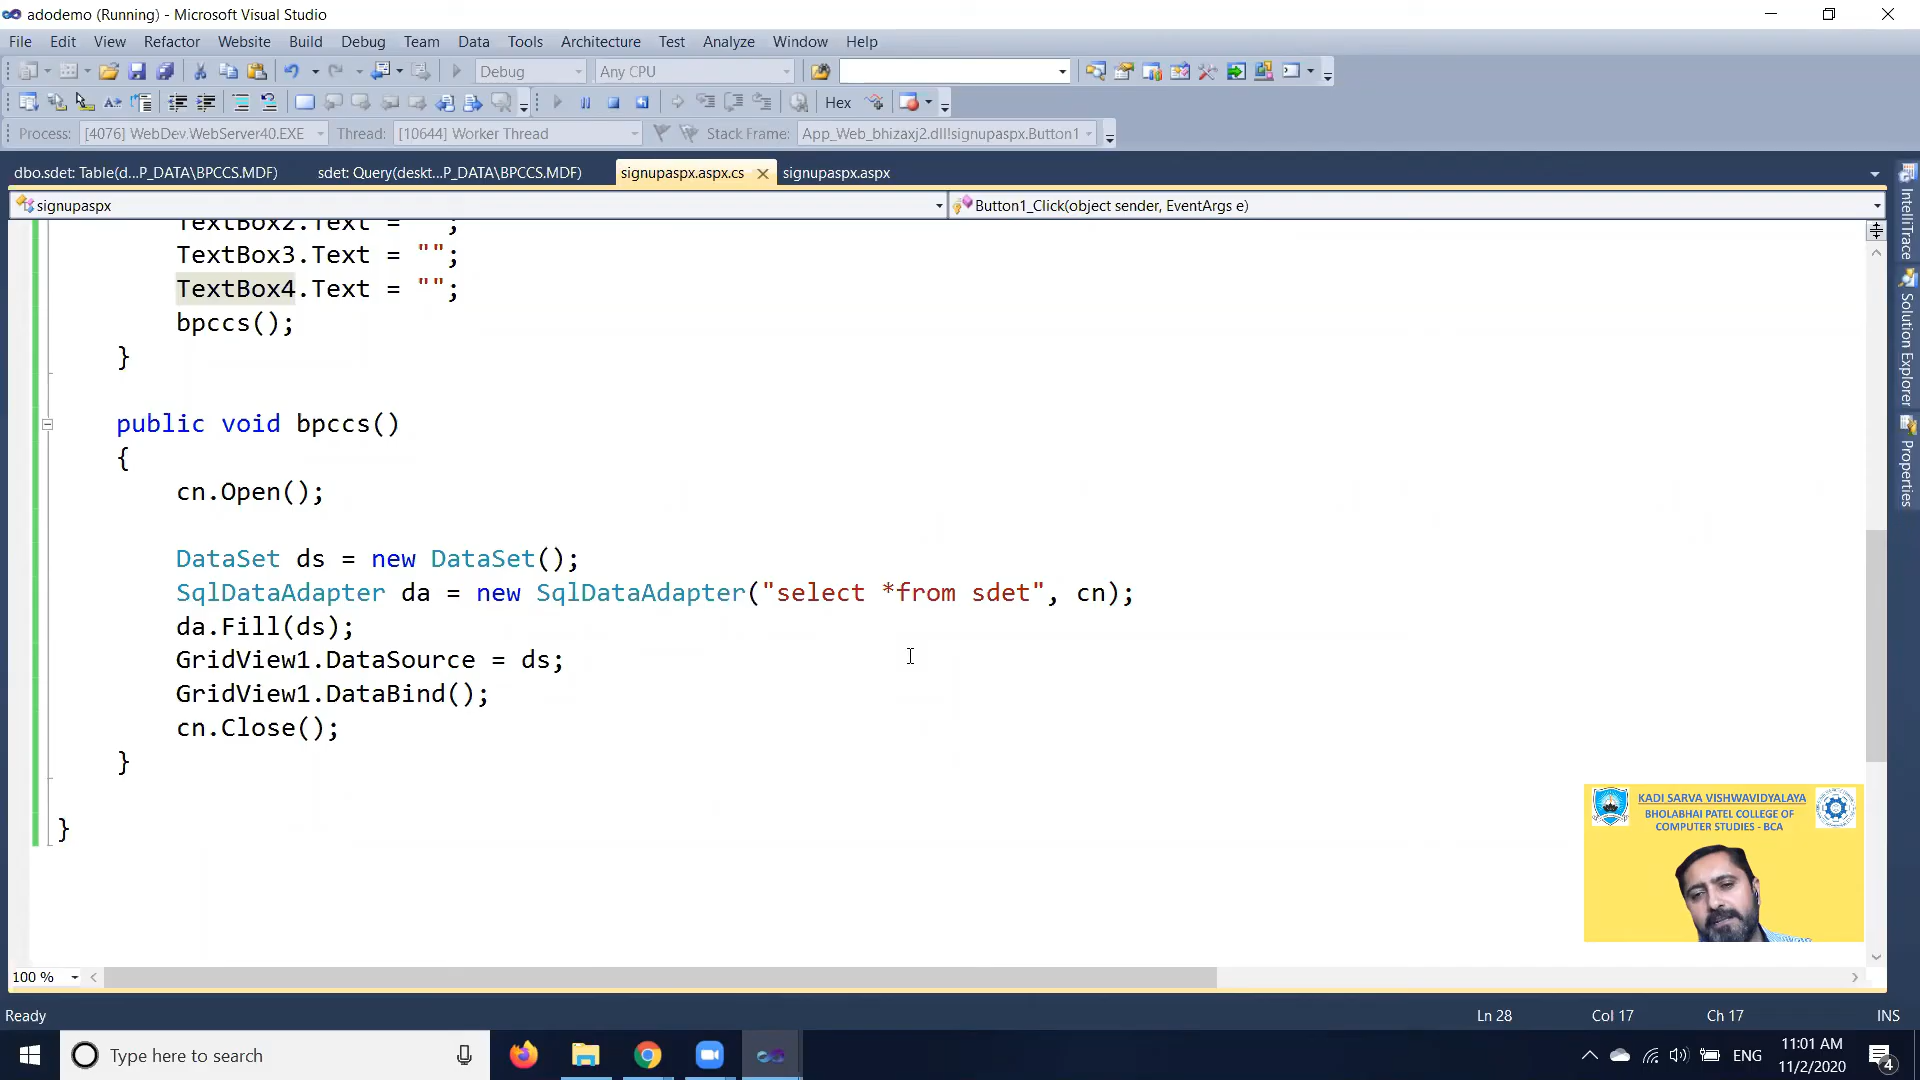 adodemo (Running) - Microsoft Visual Studio
File Edit View Refactor Website Build Debug Team Data Tools Architecture Test Analyze Window Help
Debug Any CPU
Hex
Process: [4076] WebDev.WebServer40.EXE Thread: [10644] Worker Thread Stack Frame: App_Web_bhizaxj2.dll!signupaspx.Button1
dbo.sdet: Table(d...P_DATA\BPCCS.MDF) sdet: Query(deskt...P_DATA\BPCCS.MDF) signupaspx.aspx.cs signupaspx.aspx
signupaspx Button1_Click(object sender, EventArgs e)
TextBox2.Text = "";
TextBox3.Text = "";
TextBox4.Text = "";
bpccs();
}
public void bpccs()
{
cn.Open();
DataSet ds = new DataSet();
SqlDataAdapter da = new SqlDataAdapter("select *from sdet", cn);
da.Fill(ds);
GridView1.DataSource = ds;
GridView1.DataBind();
cn.Close();
}
}
IntelliTrace
Solution Explorer
Properties
KADI SARVA VISHWAVIDYALAYA
BHOLABHAI PATEL COLLEGE OF
COMPUTER STUDIES - BCA
100 %
Ready Ln 28 Col 17 Ch 17 INS
Type here to search
ENG
11:01 AM
11/2/2020
4